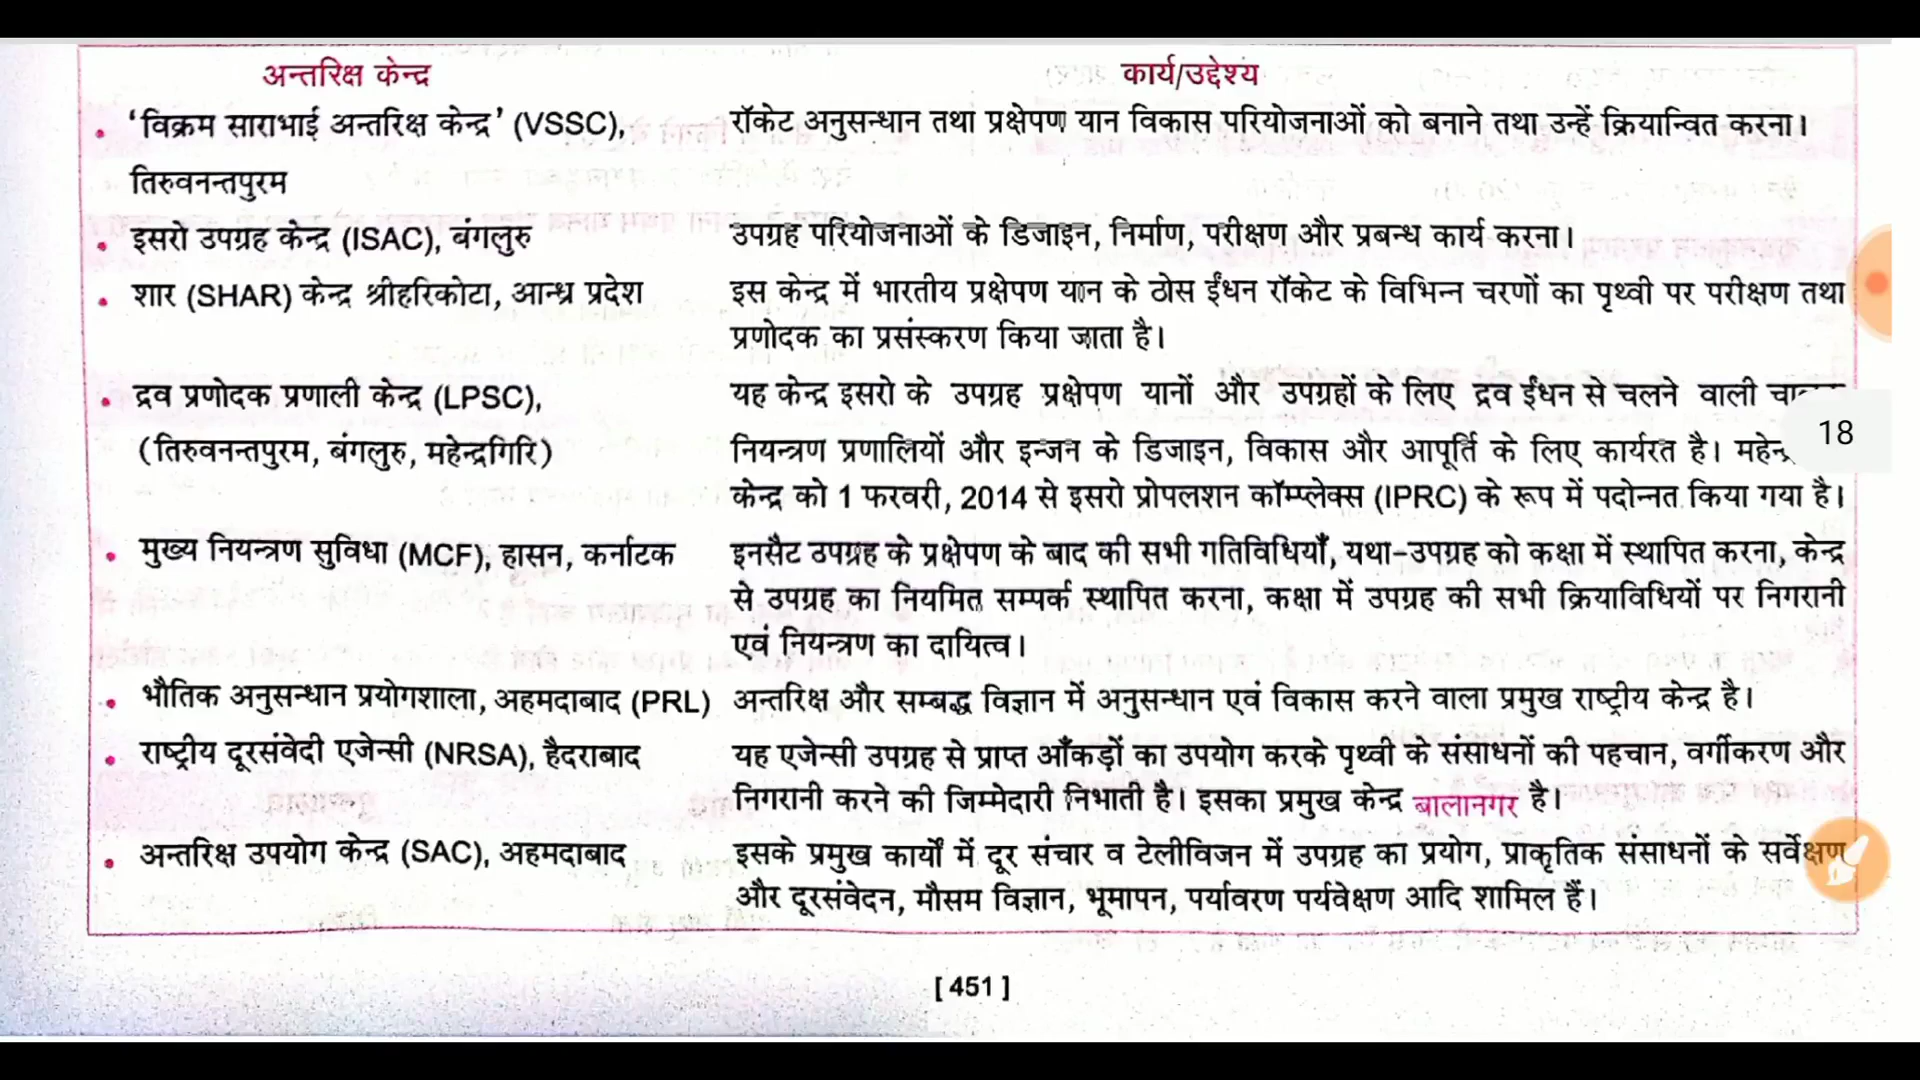 अन्तरिक्ष केन्द्र कार्य/उद्देश्य
• 'विक्रम साराभाई अन्तरिक्ष केन्द्र' (VSSC), रॉकेट अनुसन्धान तथा प्रक्षेपण यान विकास परियोजनाओं को बनाने तथा उन्हें क्रियान्वित करना।
तिरुवनन्तपुरम
• इसरो उपग्रह केन्द्र (ISAC), बंगलुरु उपग्रह परियोजनाओं के डिजाइन, निर्माण, परीक्षण और प्रबन्ध कार्य करना।
• शार (SHAR) केन्द्र श्रीहरिकोटा, आन्ध्र प्रदेश इस केन्द्र में भारतीय प्रक्षेपण यान के ठोस ईंधन रॉकेट के विभिन्न चरणों का पृथ्वी पर परीक्षण तथा
प्रणोदक का प्रसंस्करण किया जाता है।
• द्रव प्रणोदक प्रणाली केन्द्र (LPSC), यह केन्द्र इसरो के उपग्रह प्रक्षेपण यानों और उपग्रहों के लिए द्रव ईंधन से चलने वाली
(तिरुवनन्तपुरम, बंगलुरु, महेन्द्रगिरि) नियन्त्रण प्रणालियों और इन्जन के डिजाइन, विकास और आपूर्ति के लिए कार्यरत है।
18
केन्द्र को 1 फरवरी, 2014 से इसरो प्रोपलशन कॉम्प्लेक्स (IPRC) के रूप में पदोन्नत किया गया है।
• मुख्य नियन्त्रण सुविधा (MCF), हासन, कर्नाटक इनसैट उपग्रह के प्रक्षेपण के बाद की सभी गतिविधियाँ, यथा-उपग्रह को कक्षा में स्थापित करना, केन्द्र
से उपग्रह का नियमित सम्पर्क स्थापित करना, कक्षा में उपग्रह की सभी क्रियाविधियों पर निगरानी
एवं नियन्त्रण का दायित्व।
• भौतिक अनुसन्धान प्रयोगशाला, अहमदाबाद (PRL) अन्तरिक्ष और सम्बद्ध विज्ञान में अनुसन्धान एवं विकास करने वाला प्रमुख राष्ट्रीय केन्द्र है।
• राष्ट्रीय दूरसंवेदी एजेन्सी (NRSA), हैदराबाद यह एजेन्सी उपग्रह से प्राप्त आँकड़ों का उपयोग करके पृथ्वी के संसाधनों की पहचान, वर्गीकरण और
निगरानी करने की जिम्मेदारी निभाती है। इसका प्रमुख केन्द्र बालानगर है।
• अन्तरिक्ष उपयोग केन्द्र (SAC), अहमदाबाद इसके प्रमुख कार्यों में दूर संचार व टेलीविजन में उपग्रह का प्रयोग, प्राकृतिक संसाधनों के सर्वेक्षण
और दूरसंवेदन, मौसम विज्ञान, भूमापन, पर्यावरण पर्यवेक्षण आदि शामिल हैं।
[ 451 ]